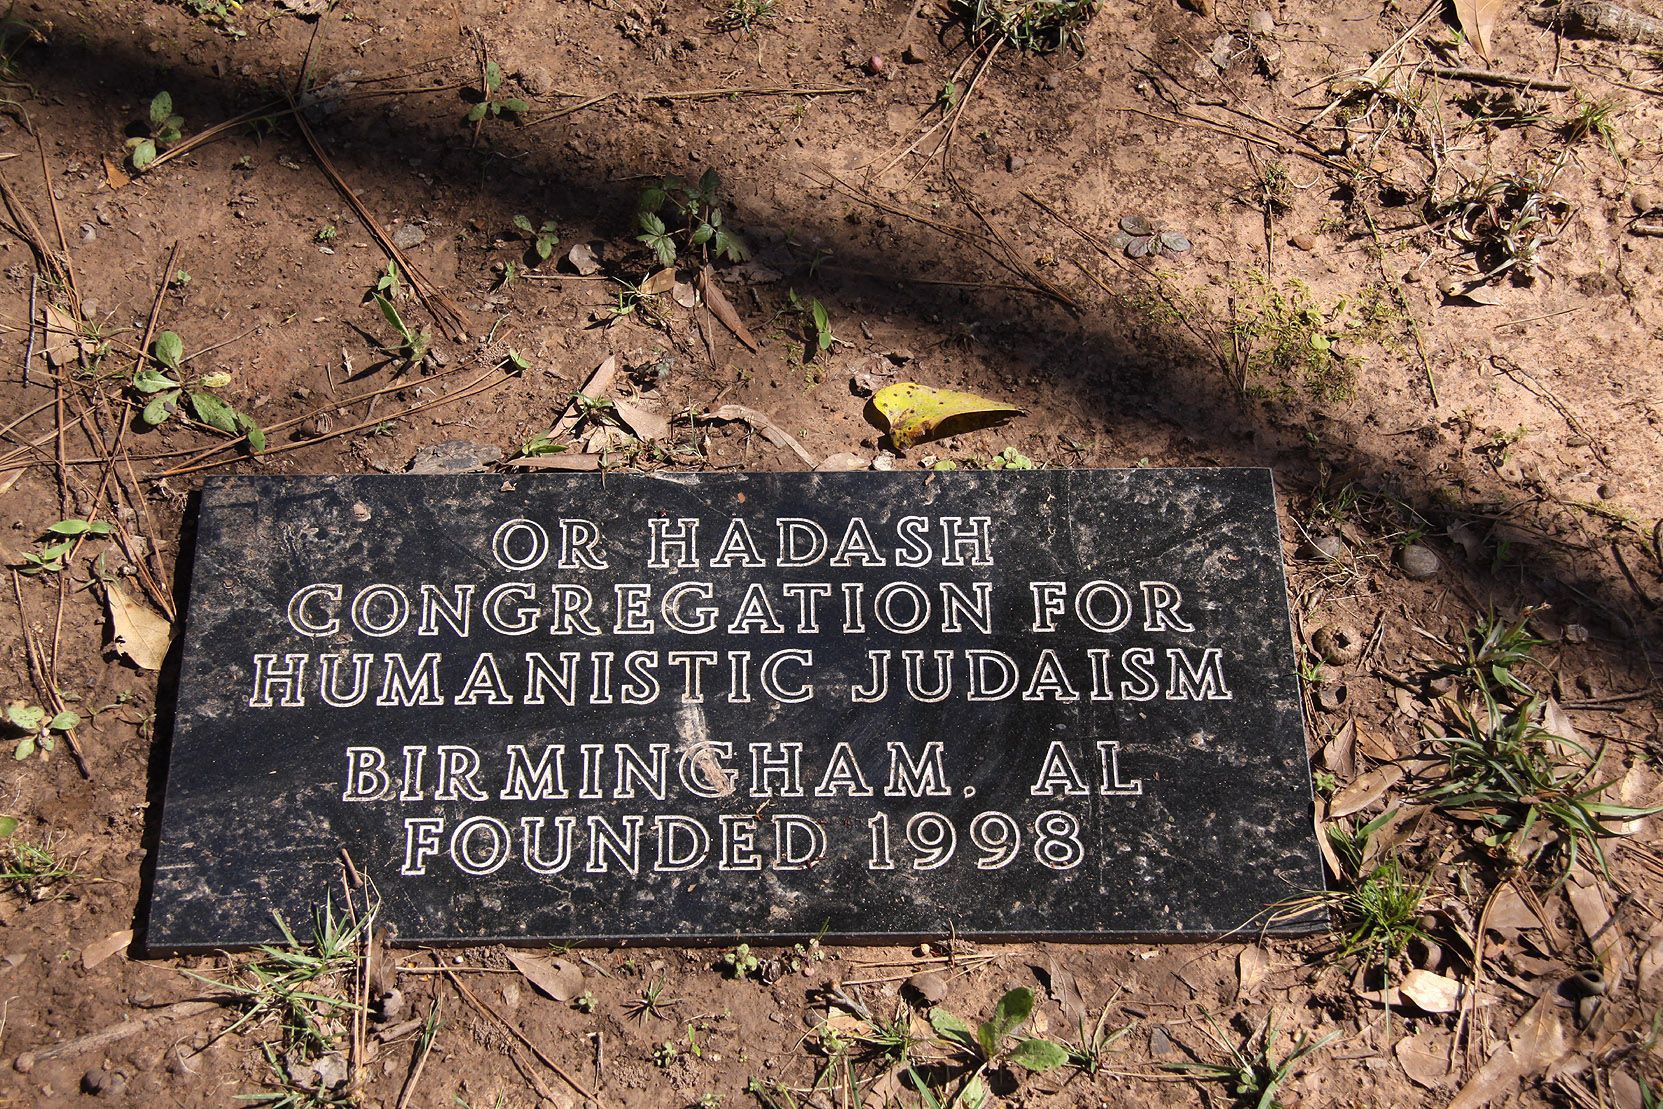 OR HADASH
CONGREGATION FOR
HUMANISTIC JUDAISM
BIRMINGHAM, AL
FOUNDED 1998